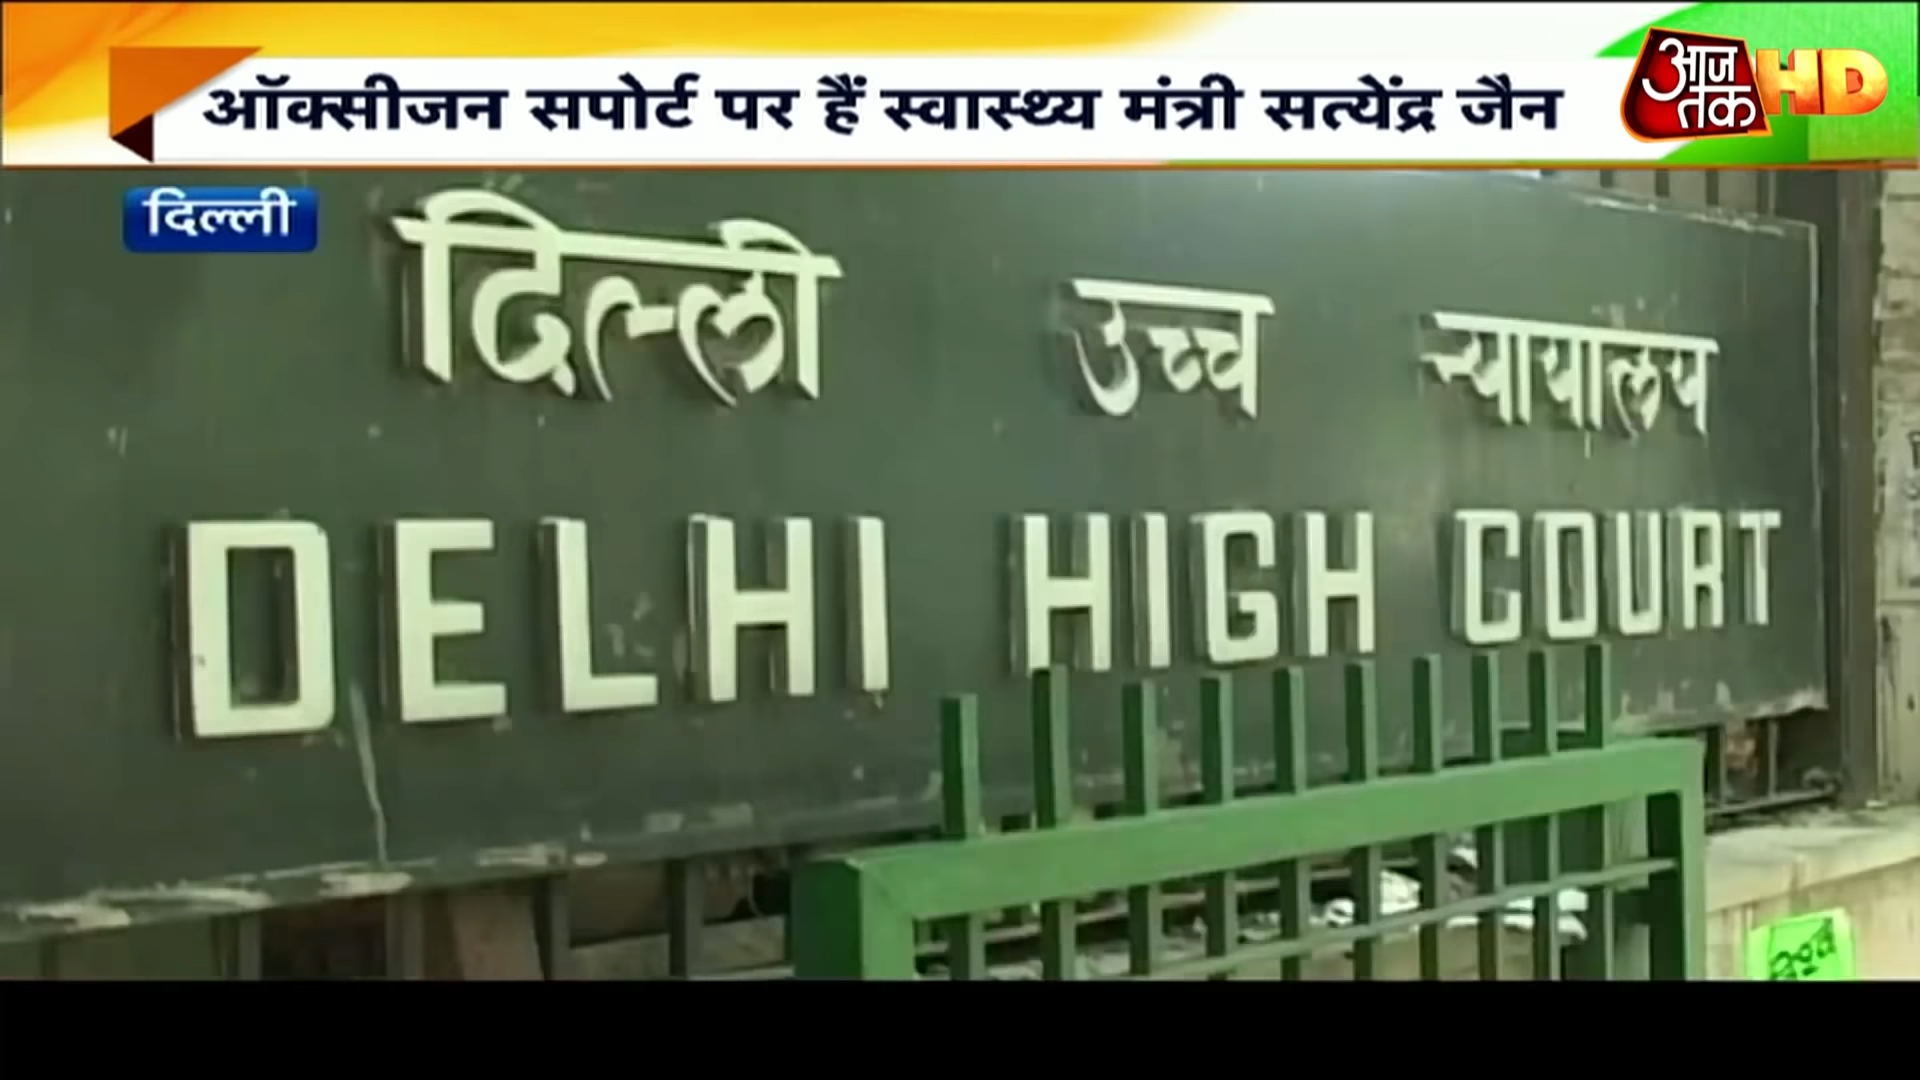 ऑक्सीजन सपोर्ट पर हैं स्वास्थ्य मंत्री सत्येंद्र जैन
आज तक HD
दिल्ली
दिल्ली उच्च न्यायालय
DELHI HIGH COURT